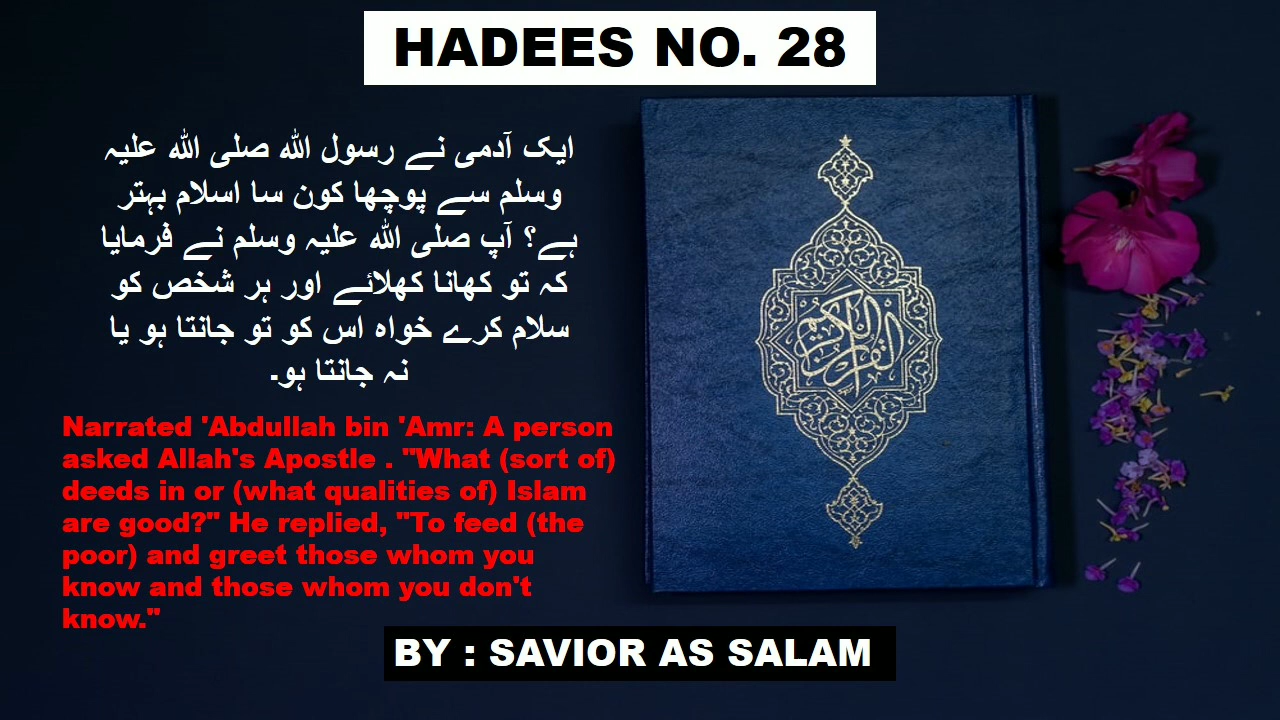 HADEES NO. 28
ایک آدمی نے رسول اللہ صلی اللہ علیہ
وسلم سے پوچھا کون سا اسلام بہتر
ہے؟ آپ صلی اللہ علیہ وسلم نے فرمایا
کہ تو کھانا کھلائے اور ہر شخص کو
سلام کرے خواہ اس کو تو جانتا ہو یا
نہ جانتا ہو۔
Narrated 'Abdullah bin 'Amr: A person
asked Allah's Apostle . "What (sort of)
deeds in or (what qualities of) Islam
are good?" He replied, "To feed (the
poor) and greet those whom you
know and those whom you don't
know."
القرآن الكريم
BY : SAVIOR AS SALAM